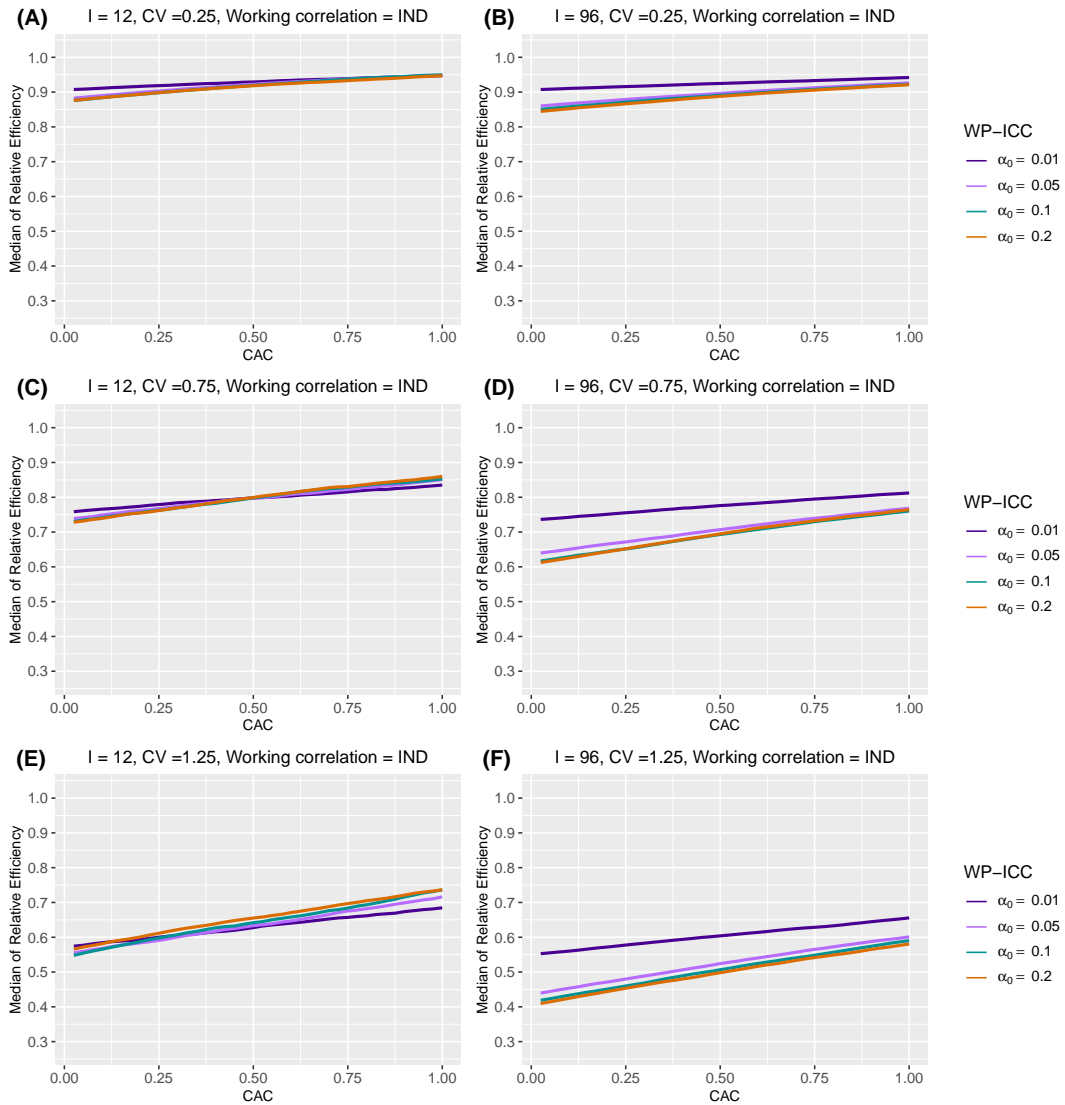 (A) I = 12, CV =0.25, Working correlation = IND
Median of Relative Efficiency
1.0
0.9
0.8
0.7
0.6
0.5
0.4
0.3
0.00 0.25 0.50 0.75 1.00
CAC
(B) I = 96, CV =0.25, Working correlation = IND
Median of Relative Efficiency
1.0
0.9
0.8
0.7
0.6
0.5
0.4
0.3
0.00 0.25 0.50 0.75 1.00
CAC
WP−ICC
α₀ = 0.01
α₀ = 0.05
α₀ = 0.1
α₀ = 0.2
(C) I = 12, CV =0.75, Working correlation = IND
Median of Relative Efficiency
1.0
0.9
0.8
0.7
0.6
0.5
0.4
0.3
0.00 0.25 0.50 0.75 1.00
CAC
(D) I = 96, CV =0.75, Working correlation = IND
Median of Relative Efficiency
1.0
0.9
0.8
0.7
0.6
0.5
0.4
0.3
0.00 0.25 0.50 0.75 1.00
CAC
WP−ICC
α₀ = 0.01
α₀ = 0.05
α₀ = 0.1
α₀ = 0.2
(E) I = 12, CV =1.25, Working correlation = IND
Median of Relative Efficiency
1.0
0.9
0.8
0.7
0.6
0.5
0.4
0.3
0.00 0.25 0.50 0.75 1.00
CAC
(F) I = 96, CV =1.25, Working correlation = IND
Median of Relative Efficiency
1.0
0.9
0.8
0.7
0.6
0.5
0.4
0.3
0.00 0.25 0.50 0.75 1.00
CAC
WP−ICC
α₀ = 0.01
α₀ = 0.05
α₀ = 0.1
α₀ = 0.2